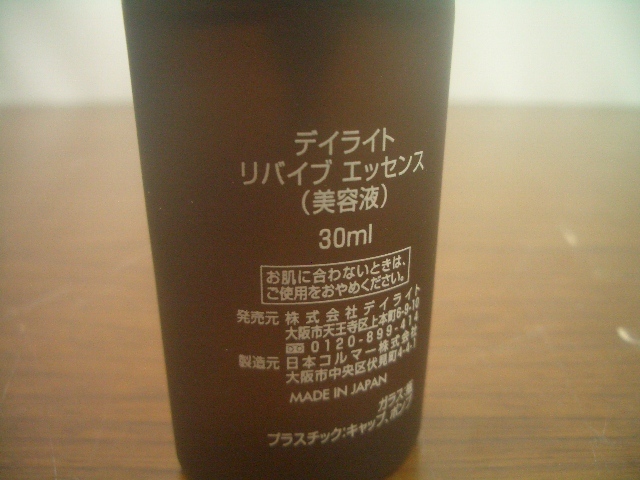 デイライト
リバイブ エッセンス
（美容液）
30ml
お肌に合わないときは、
ご使用をおやめください。
発売元 株式会社デイライト
大阪市天王寺区上本町6-9-10
0120-899-414
製造元 日本コルマー株式会社
大阪市中央区伏見町4-4-1
MADE IN JAPAN
ガラス:瓶
プラスチック:キャップ、ポンプ